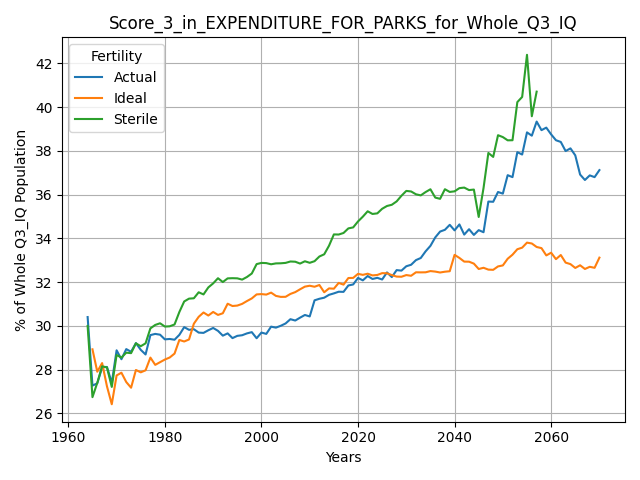 Score_3_in_EXPENDITURE_FOR_PARKS_for_Whole_Q3_IQ
Fertility
Actual
Ideal
Sterile
% of Whole Q3_IQ Population
42
40
38
36
34
32
30
28
26
1960
1980
2000
2020
2040
2060
Years